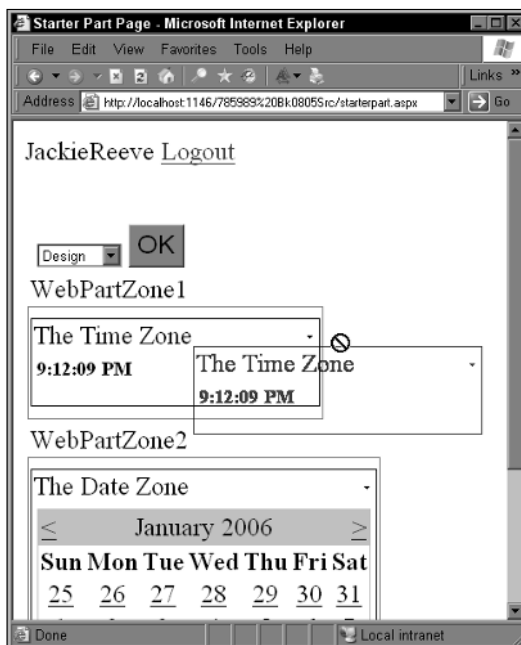 Starter Part Page - Microsoft Internet Explorer
File Edit View Favorites Tools Help
Links »
Address http://localhost:1146/785989%20Bk0805Src/starterpart.aspx Go
JackieReeve Logout
Design OK
WebPartZone1
The Time Zone
9:12:09 PM
The Time Zone
9:12:09 PM
WebPartZone2
The Date Zone
< January 2006 >
Sun Mon Tue Wed Thu Fri Sat
25 26 27 28 29 30 31
Done Local intranet